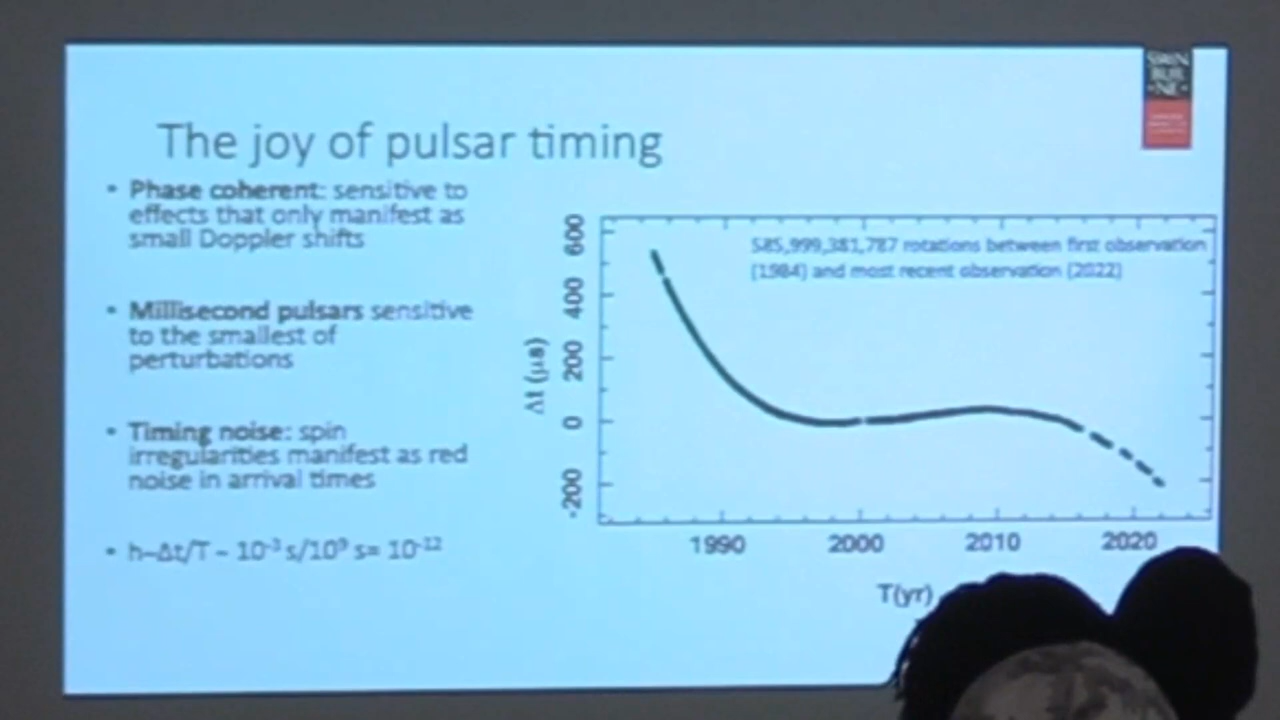 SWIN
BUR
•NE•
The joy of pulsar timing
• Phase coherent: sensitive to
effects that only manifest as
small Doppler shifts
• Millisecond pulsars sensitive
to the smallest of
perturbations
• Timing noise: spin
irregularities manifest as red
noise in arrival times
• h~Δt/T ~ 10⁻³ s/10⁹ s= 10⁻¹²
585,999,381,787 rotations between first observation
(1984) and most recent observation (2022)
600
400
200
0
-200
Δt (μs)
1990 2000 2010 2020
T(yr)